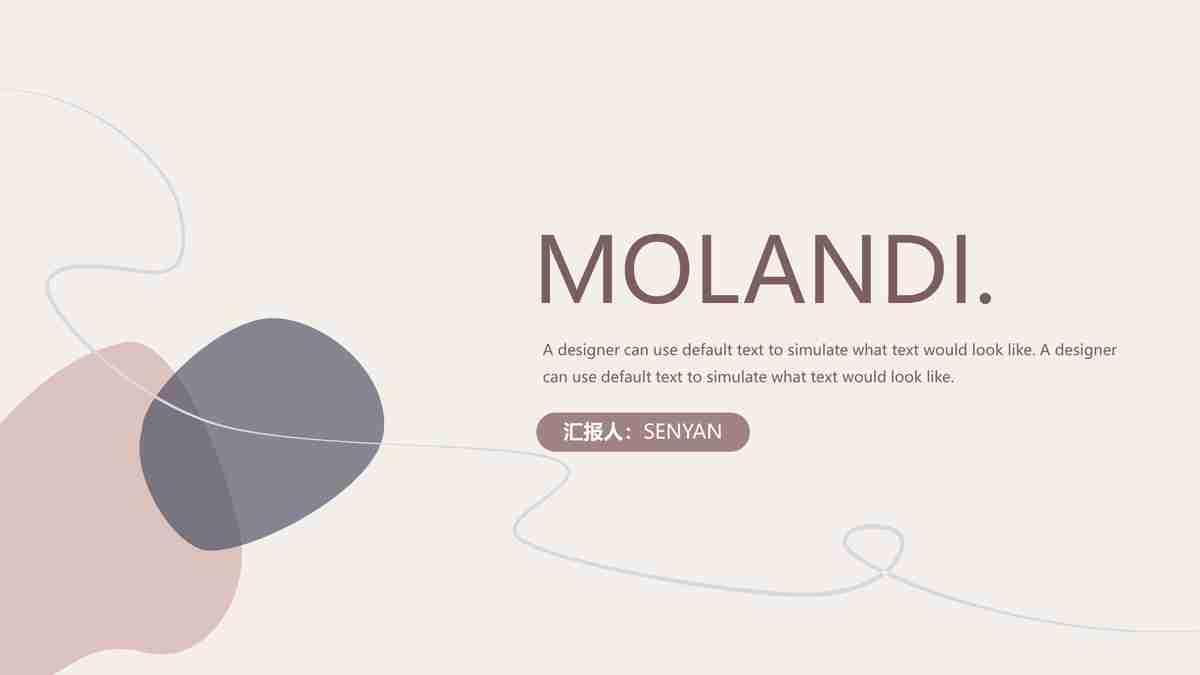 MOLANDI.
A designer can use default text to simulate what text would look like. A designer
can use default text to simulate what text would look like.
汇报人：SENYAN